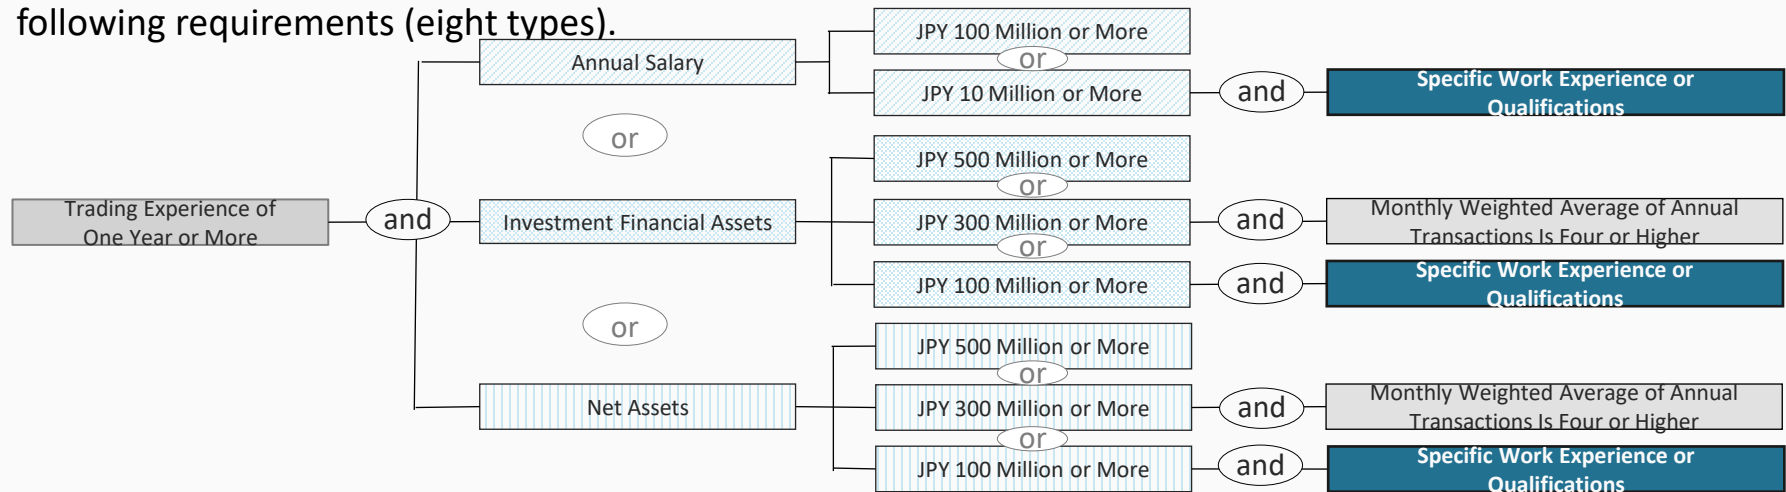 following requirements (eight types).
JPY 100 Million or More
or
Annual Salary
JPY 10 Million or More
and
Specific Work Experience or
Qualifications
or
JPY 500 Million or More
or
Trading Experience of
One Year or More
and
Investment Financial Assets
JPY 300 Million or More
and
Monthly Weighted Average of Annual
Transactions Is Four or Higher
or
JPY 100 Million or More
and
Specific Work Experience or
Qualifications
or
JPY 500 Million or More
or
Net Assets
JPY 300 Million or More
and
Monthly Weighted Average of Annual
Transactions Is Four or Higher
or
JPY 100 Million or More
and
Specific Work Experience or
Qualifications